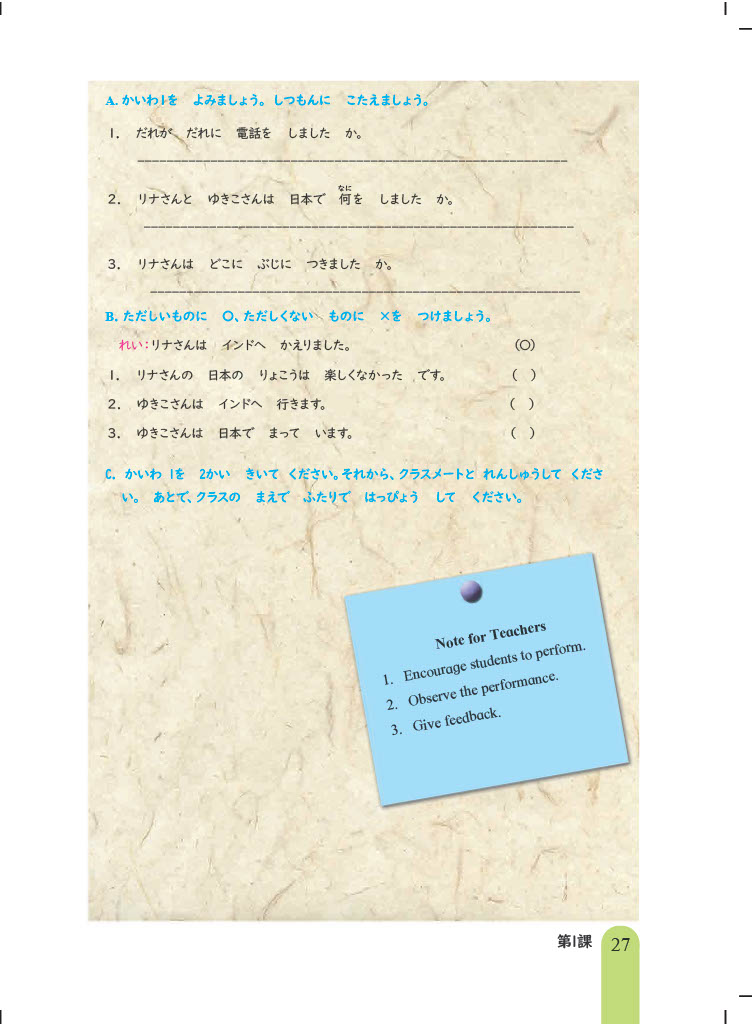 A. かいわ1を よみましょう。しつもんに こたえましょう。
1. だれが だれに 電話を しました か。
2. リナさんと ゆきこさんは 日本で 何を しました か。
なに
3. リナさんは どこに ぶじに つきました か。
B. ただしいものに 〇、ただしくない ものに ×を つけましょう。
れい：リナさんは インドへ かえりました。 (〇)
1. リナさんの 日本の りょこうは 楽しくなかった です。 ( )
2. ゆきこさんは インドへ 行きます。 ( )
3. ゆきこさんは 日本で まって います。 ( )
C. かいわ 1を 2かい きいて ください。それから、クラスメートと れんしゅうして くださ
い。 あとで、クラスの まえで ふたりで はっぴょう して ください。
Note for Teachers
1. Encourage students to perform.
2. Observe the performance.
3. Give feedback.
第1課 27